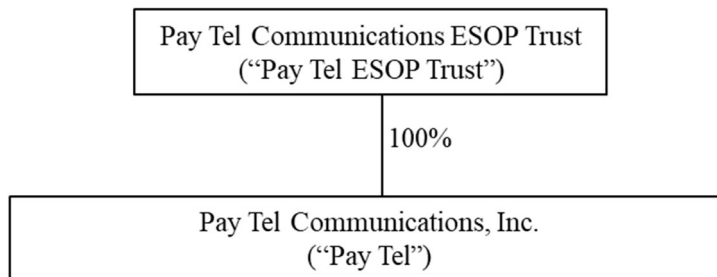 Pay Tel Communications ESOP Trust
(“Pay Tel ESOP Trust”)
100%
Pay Tel Communications, Inc.
(“Pay Tel”)